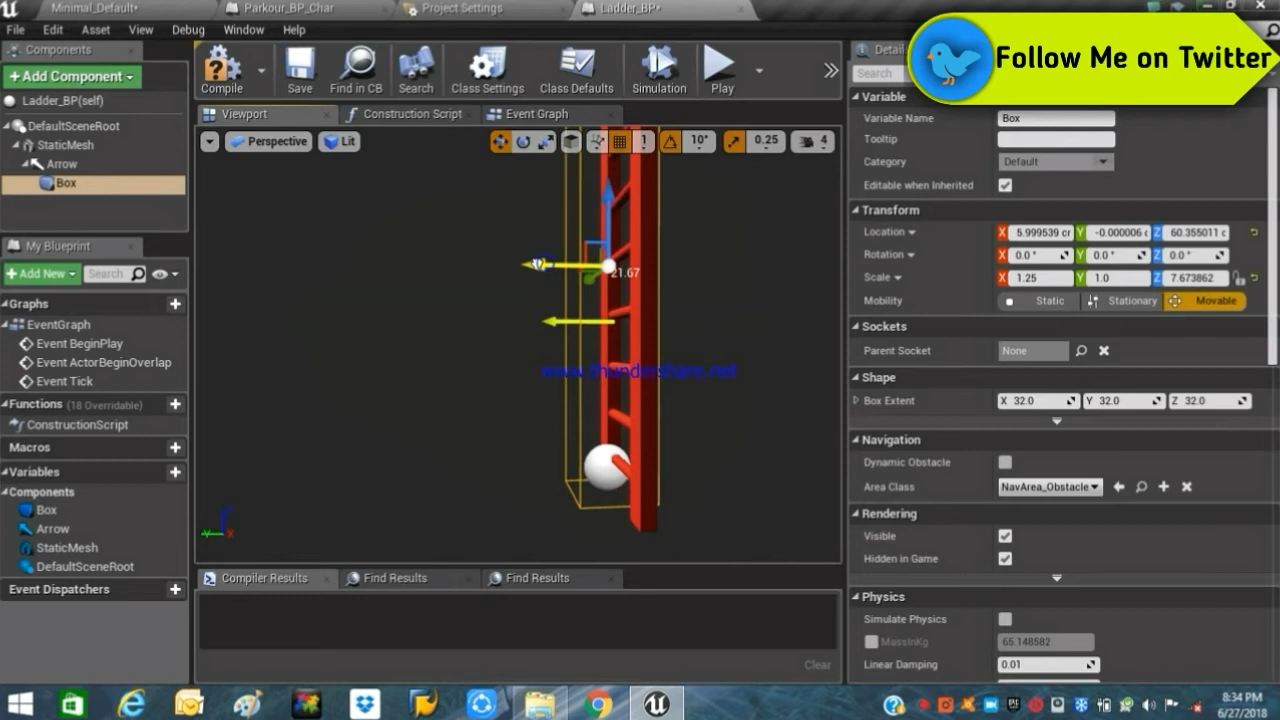 Minimal_Default*
Parkour_BP_Char
Project Settings
Ladder_BP*
File Edit Asset View Debug Window Help
Follow Me on Twitter
Components
+ Add Component
Ladder_BP(self)
DefaultSceneRoot
StaticMesh
Arrow
Box
My Blueprint
+ Add New
Search
Graphs
EventGraph
Event BeginPlay
Event ActorBeginOverlap
Event Tick
Functions (18 Overridable)
ConstructionScript
Macros
Variables
Components
Box
Arrow
StaticMesh
DefaultSceneRoot
Event Dispatchers
Compile Save Find in CB Search Class Settings Class Defaults Simulation Play
Viewport Construction Script Event Graph
Perspective Lit 1 10° 0.25 4
21.67
www.thundershare.net
Compiler Results Find Results Find Results
Clear
Search
Variable
Variable Name Box
Tooltip
Category Default
Editable when Inherited
Transform
Location X 5.999539 cr Y -0.000006 c Z 60.355011 c
Rotation X 0.0 ° Y 0.0 ° Z 0.0 °
Scale X 1.25 Y 1.0 Z 7.673862
Mobility Static Stationary Movable
Sockets
Parent Socket None
Shape
Box Extent X 32.0 Y 32.0 Z 32.0
Navigation
Dynamic Obstacle
Area Class NavArea_Obstacle
Rendering
Visible
Hidden in Game
Physics
Simulate Physics
MassInKg 65.148582
Linear Damping 0.01
8:34 PM
6/27/2018